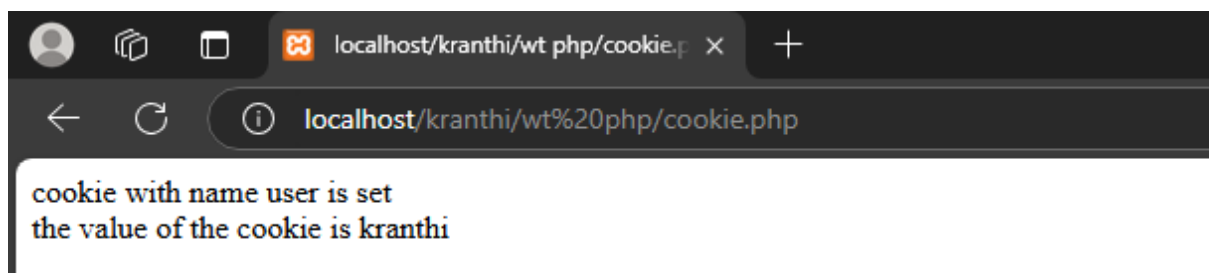 localhost/kranthi/wt php/cookie.p
localhost/kranthi/wt%20php/cookie.php
cookie with name user is set
the value of the cookie is kranthi